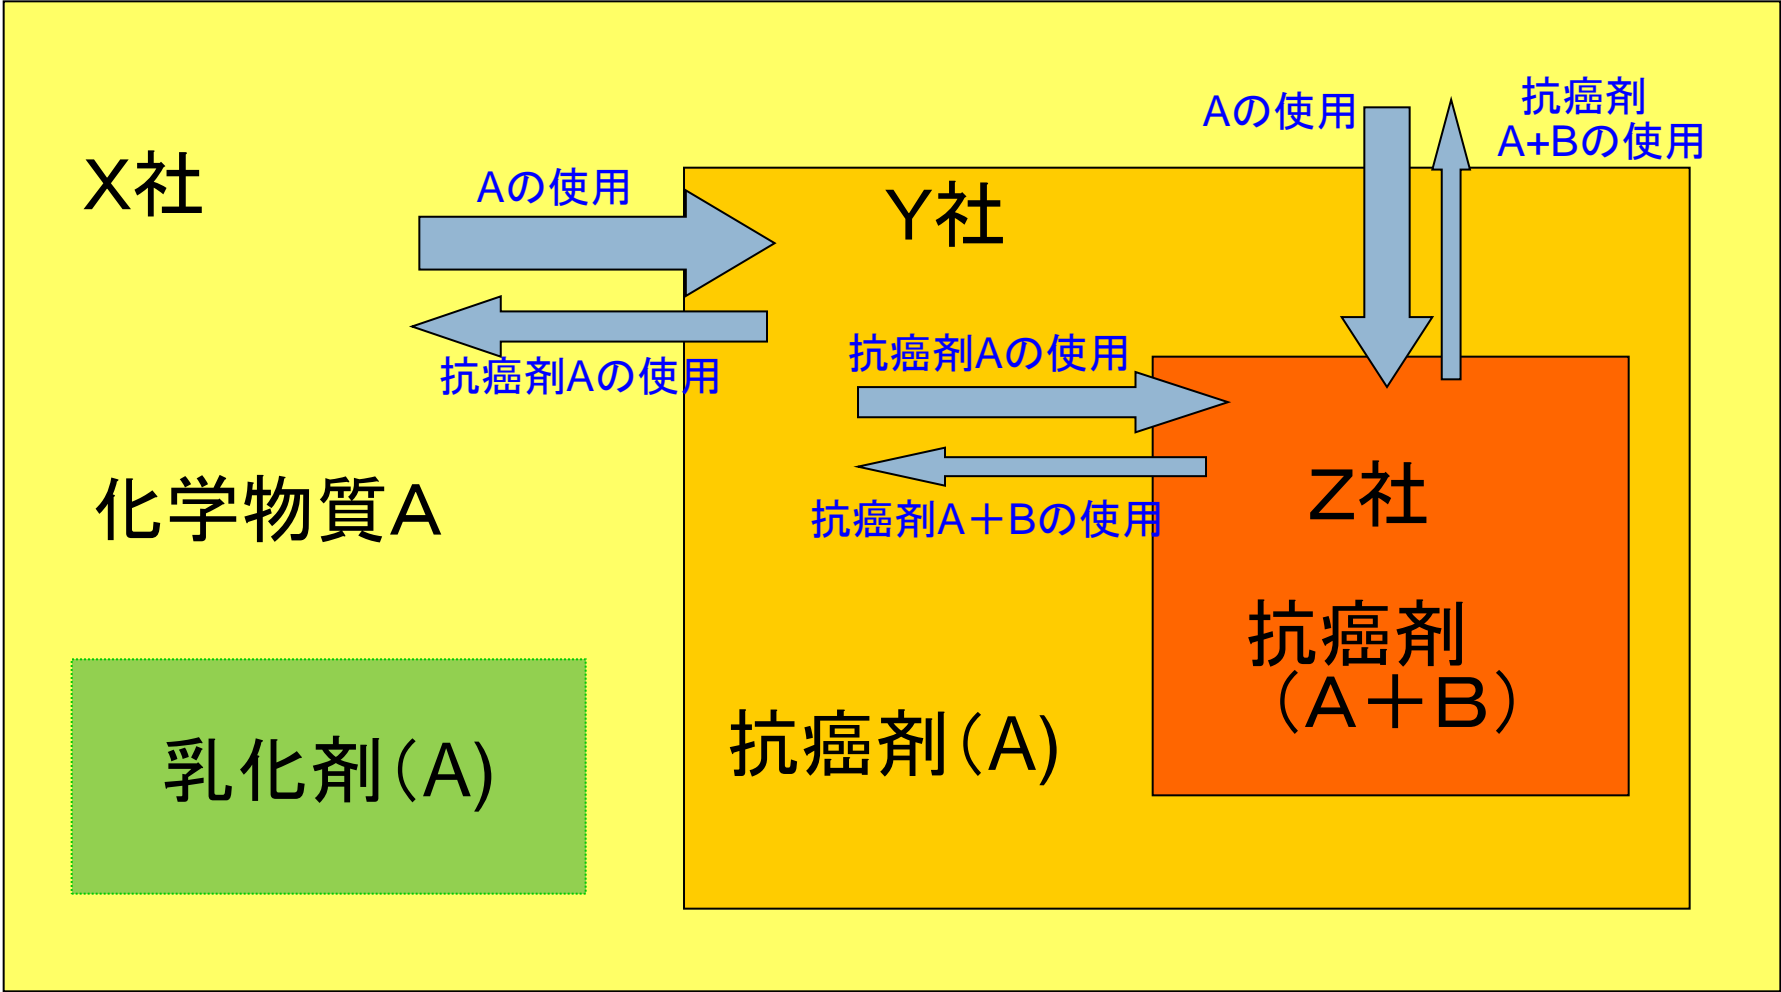 Aの使用
抗癌剤
A+Bの使用
X社
Aの使用
Y社
抗癌剤Aの使用
抗癌剤Aの使用
Z社
化学物質A
抗癌剤A＋Bの使用
抗癌剤
（A＋B）
乳化剤（A)
抗癌剤（A)